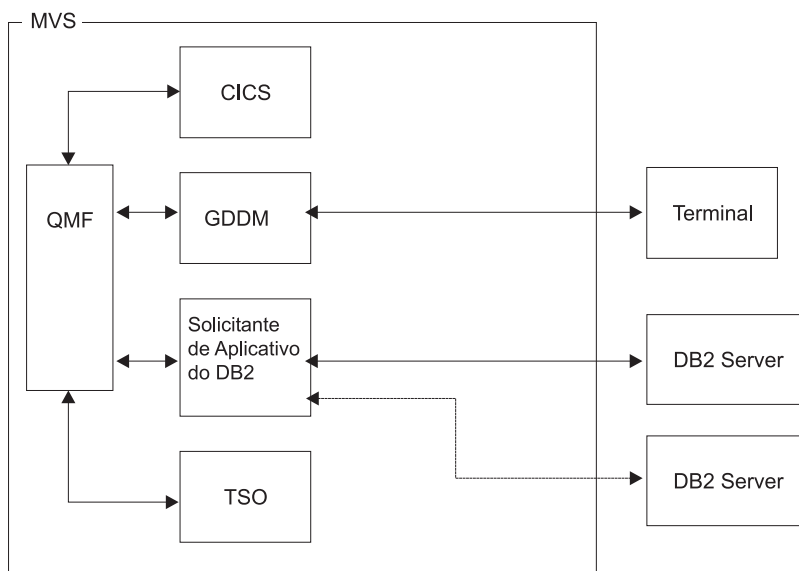 MVS
CICS
QMF
GDDM
Terminal
Solicitante
de Aplicativo
do DB2
DB2 Server
DB2 Server
TSO